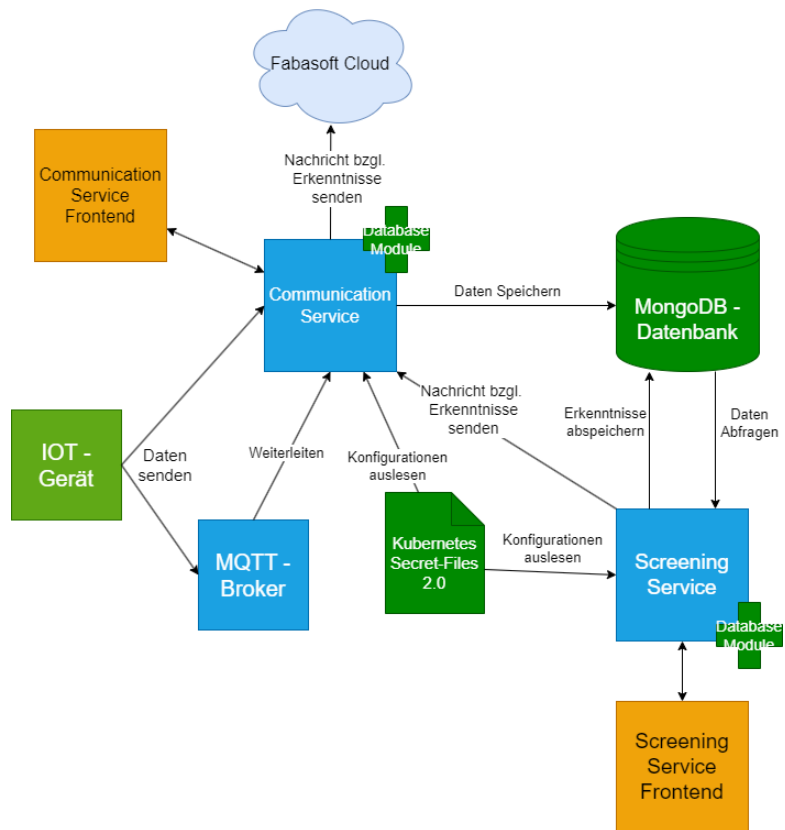 Fabasoft Cloud
Nachricht bzgl.
Erkenntnisse
senden
Communication
Service
Frontend
Database
Module
Communication
Service
Daten Speichern
MongoDB -
Datenbank
Nachricht bzgl.
Erkenntnisse
senden
Erkenntnisse
abspeichern
Daten
Abfragen
IOT -
Gerät
Daten
senden
Weiterleiten
Konfigurationen
auslesen
MQTT -
Broker
Kubernetes
Secret-Files
2.0
Konfigurationen
auslesen
Screening
Service
Database
Module
Screening
Service
Frontend